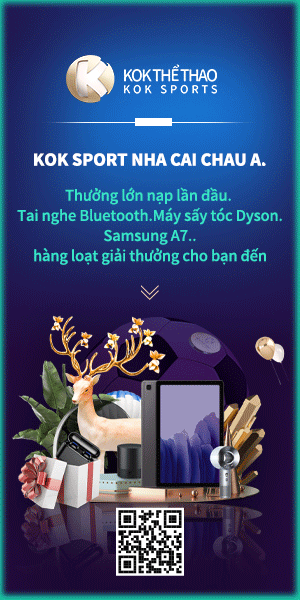 KOK THỂ THAO
KOK SPORTS
KOK SPORT NHA CAI CHAU A.
Thưởng lớn nạp lần đầu.
Tai nghe Bluetooth.Máy sấy tóc Dyson.
Samsung A7..
hàng loạt giải thưởng cho bạn đến